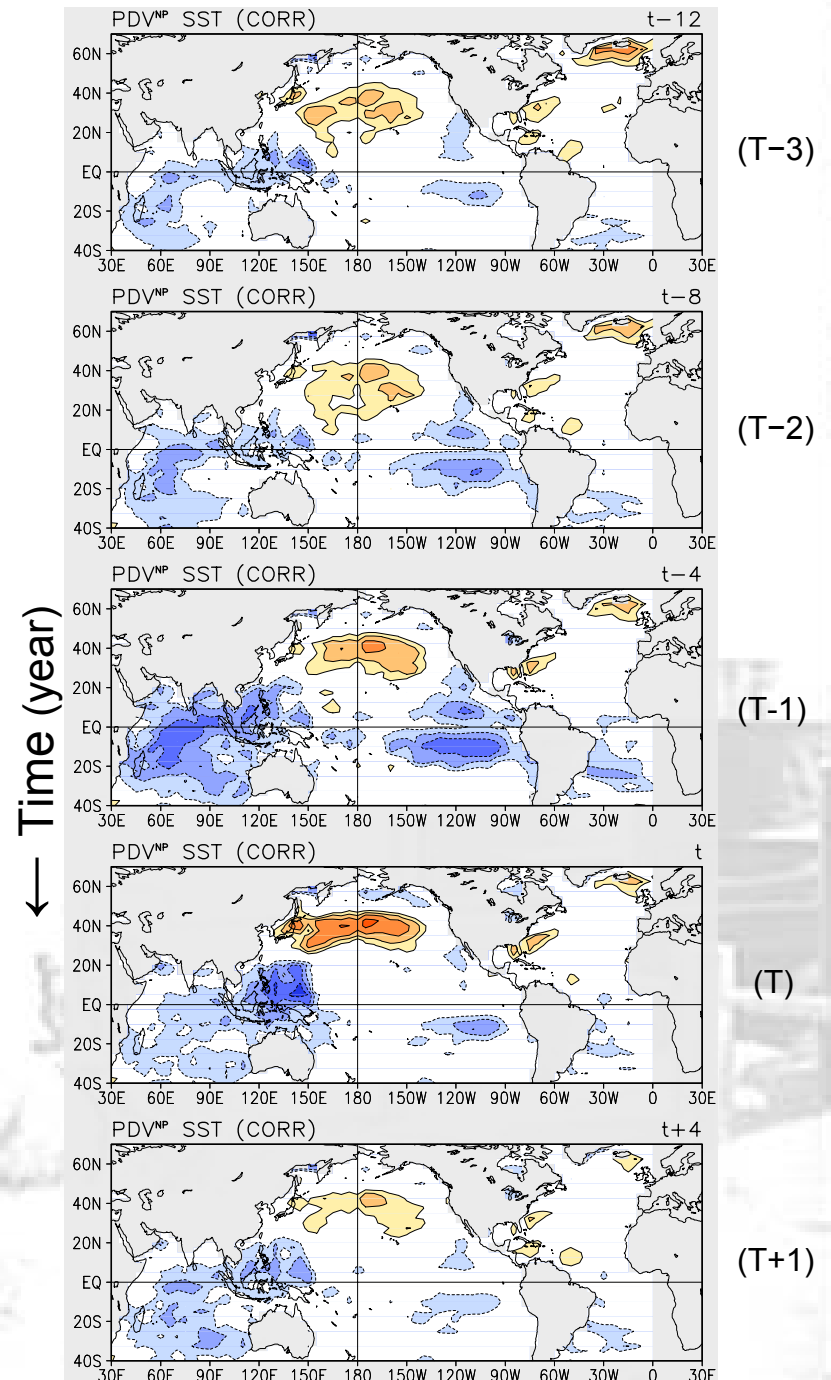 PDVᴺᴾ SST (CORR) t−12
60N
40N
20N
EQ
20S
40S
30E 60E 90E 120E 150E 180 150W 120W 90W 60W 30W 0 30E
(T−3)
PDVᴺᴾ SST (CORR) t−8
60N
40N
20N
EQ
20S
40S
30E 60E 90E 120E 150E 180 150W 120W 90W 60W 30W 0 30E
(T−2)
PDVᴺᴾ SST (CORR) t−4
60N
40N
20N
EQ
20S
40S
30E 60E 90E 120E 150E 180 150W 120W 90W 60W 30W 0 30E
(T-1)
← Time (year)
PDVᴺᴾ SST (CORR) t
60N
40N
20N
EQ
20S
40S
30E 60E 90E 120E 150E 180 150W 120W 90W 60W 30W 0 30E
(T)
PDVᴺᴾ SST (CORR) t+4
60N
40N
20N
EQ
20S
40S
30E 60E 90E 120E 150E 180 150W 120W 90W 60W 30W 0 30E
(T+1)